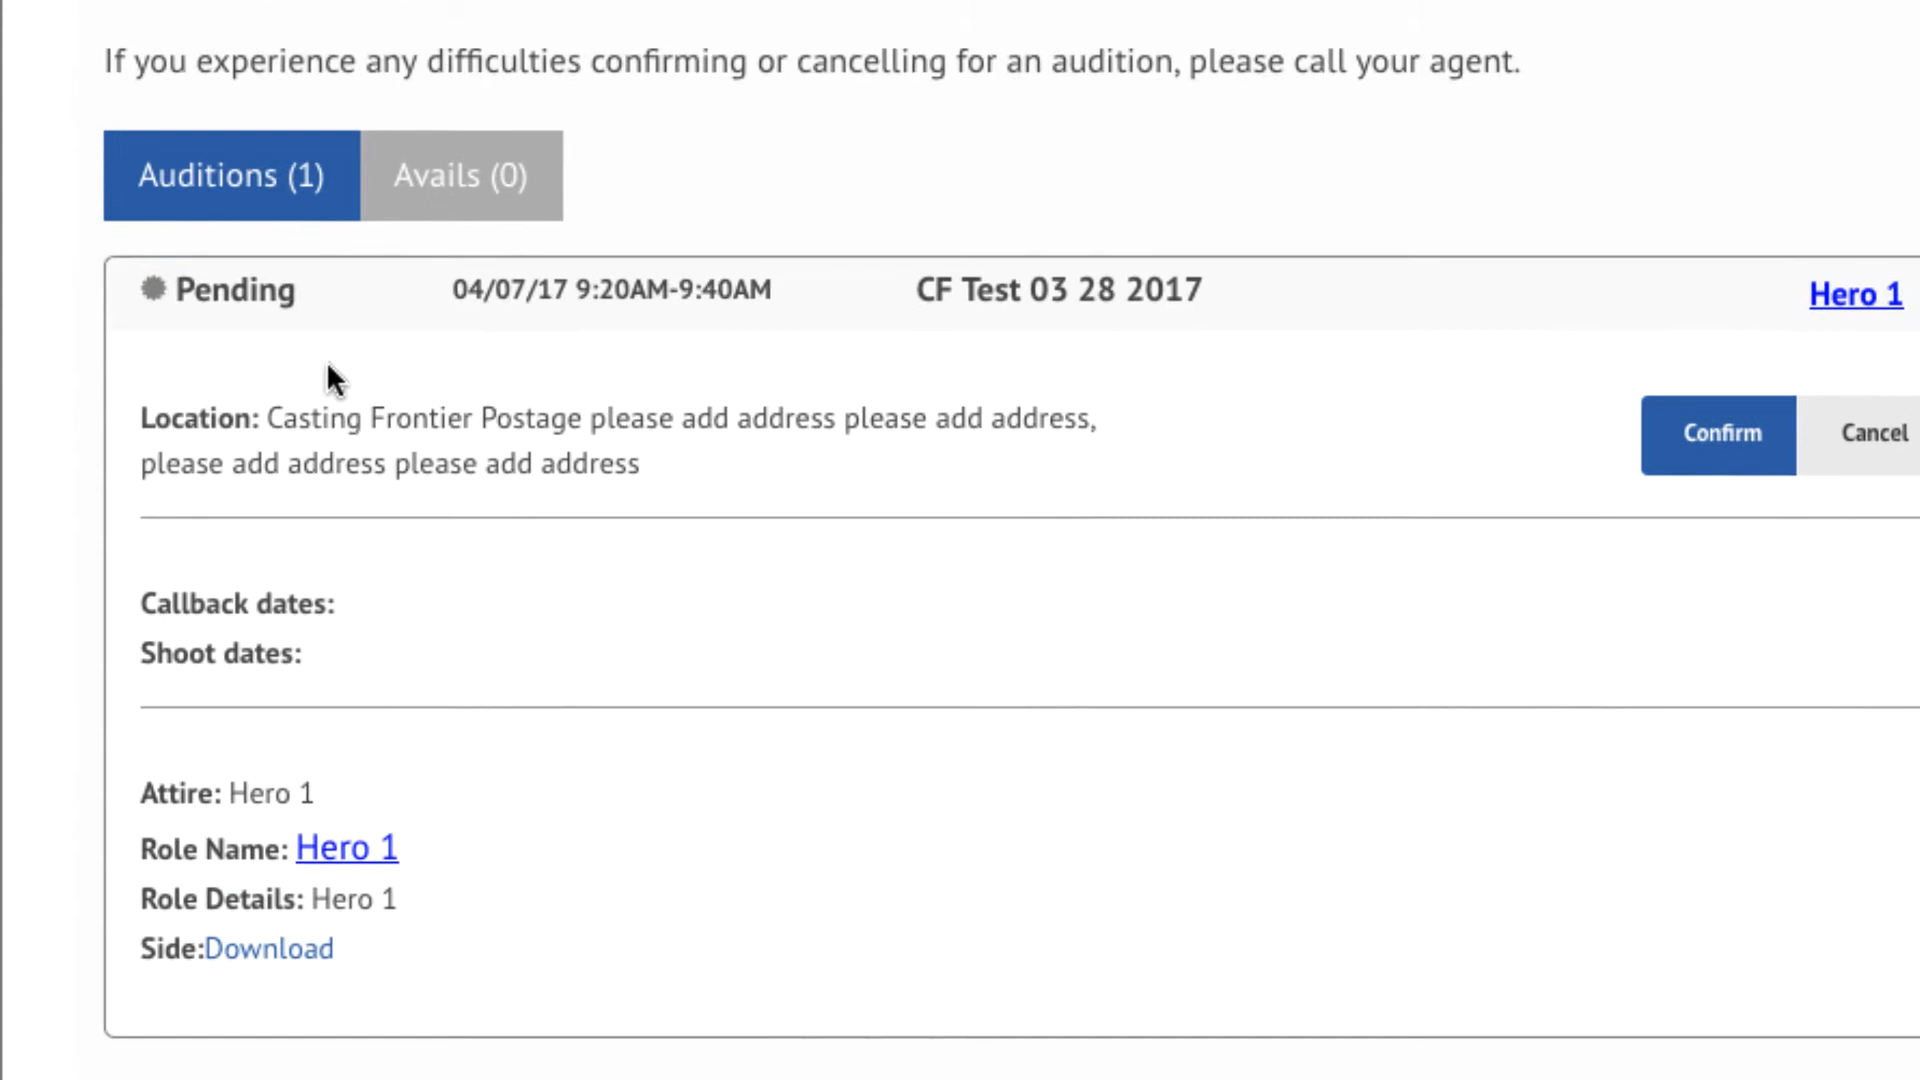 If you experience any difficulties confirming or cancelling for an audition, please call your agent.
Auditions (1) Avails (0)
Pending 04/07/17 9:20AM-9:40AM CF Test 03 28 2017 Hero 1
Location: Casting Frontier Postage please add address please add address,
please add address please add address
Confirm Cancel
Callback dates:
Shoot dates:
Attire: Hero 1
Role Name: Hero 1
Role Details: Hero 1
Side:Download